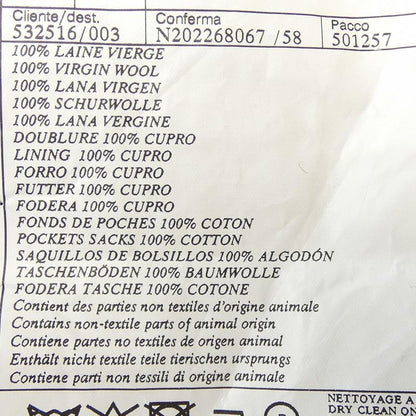 Cliente/dest. Conferma Pacco
532516/003 N202268067 /58 501257
100% LAINE VIERGE
100% VIRGIN WOOL
100% LANA VIRGEN
100% SCHURWOLLE
100% LANA VERGINE
DOUBLURE 100% CUPRO
LINING 100% CUPRO
FORRO 100% CUPRO
FUTTER 100% CUPRO
FODERA 100% CUPRO
FONDS DE POCHES 100% COTON
POCKETS SACKS 100% COTTON
SAQUILLOS DE BOLSILLOS 100% ALGODÓN
TASCHENBÖDEN 100% BAUMWOLLE
FODERA TASCHE 100% COTONE
Contient des parties non textiles d'origine animale
Contains non-textile parts of animal origin
Contiene partes no textiles de origen animal
Enthält nicht textile teile tierischen ursprungs
Contiene parti non tessili di origine animale
NETTOYAGE A
DRY CLEAN ON